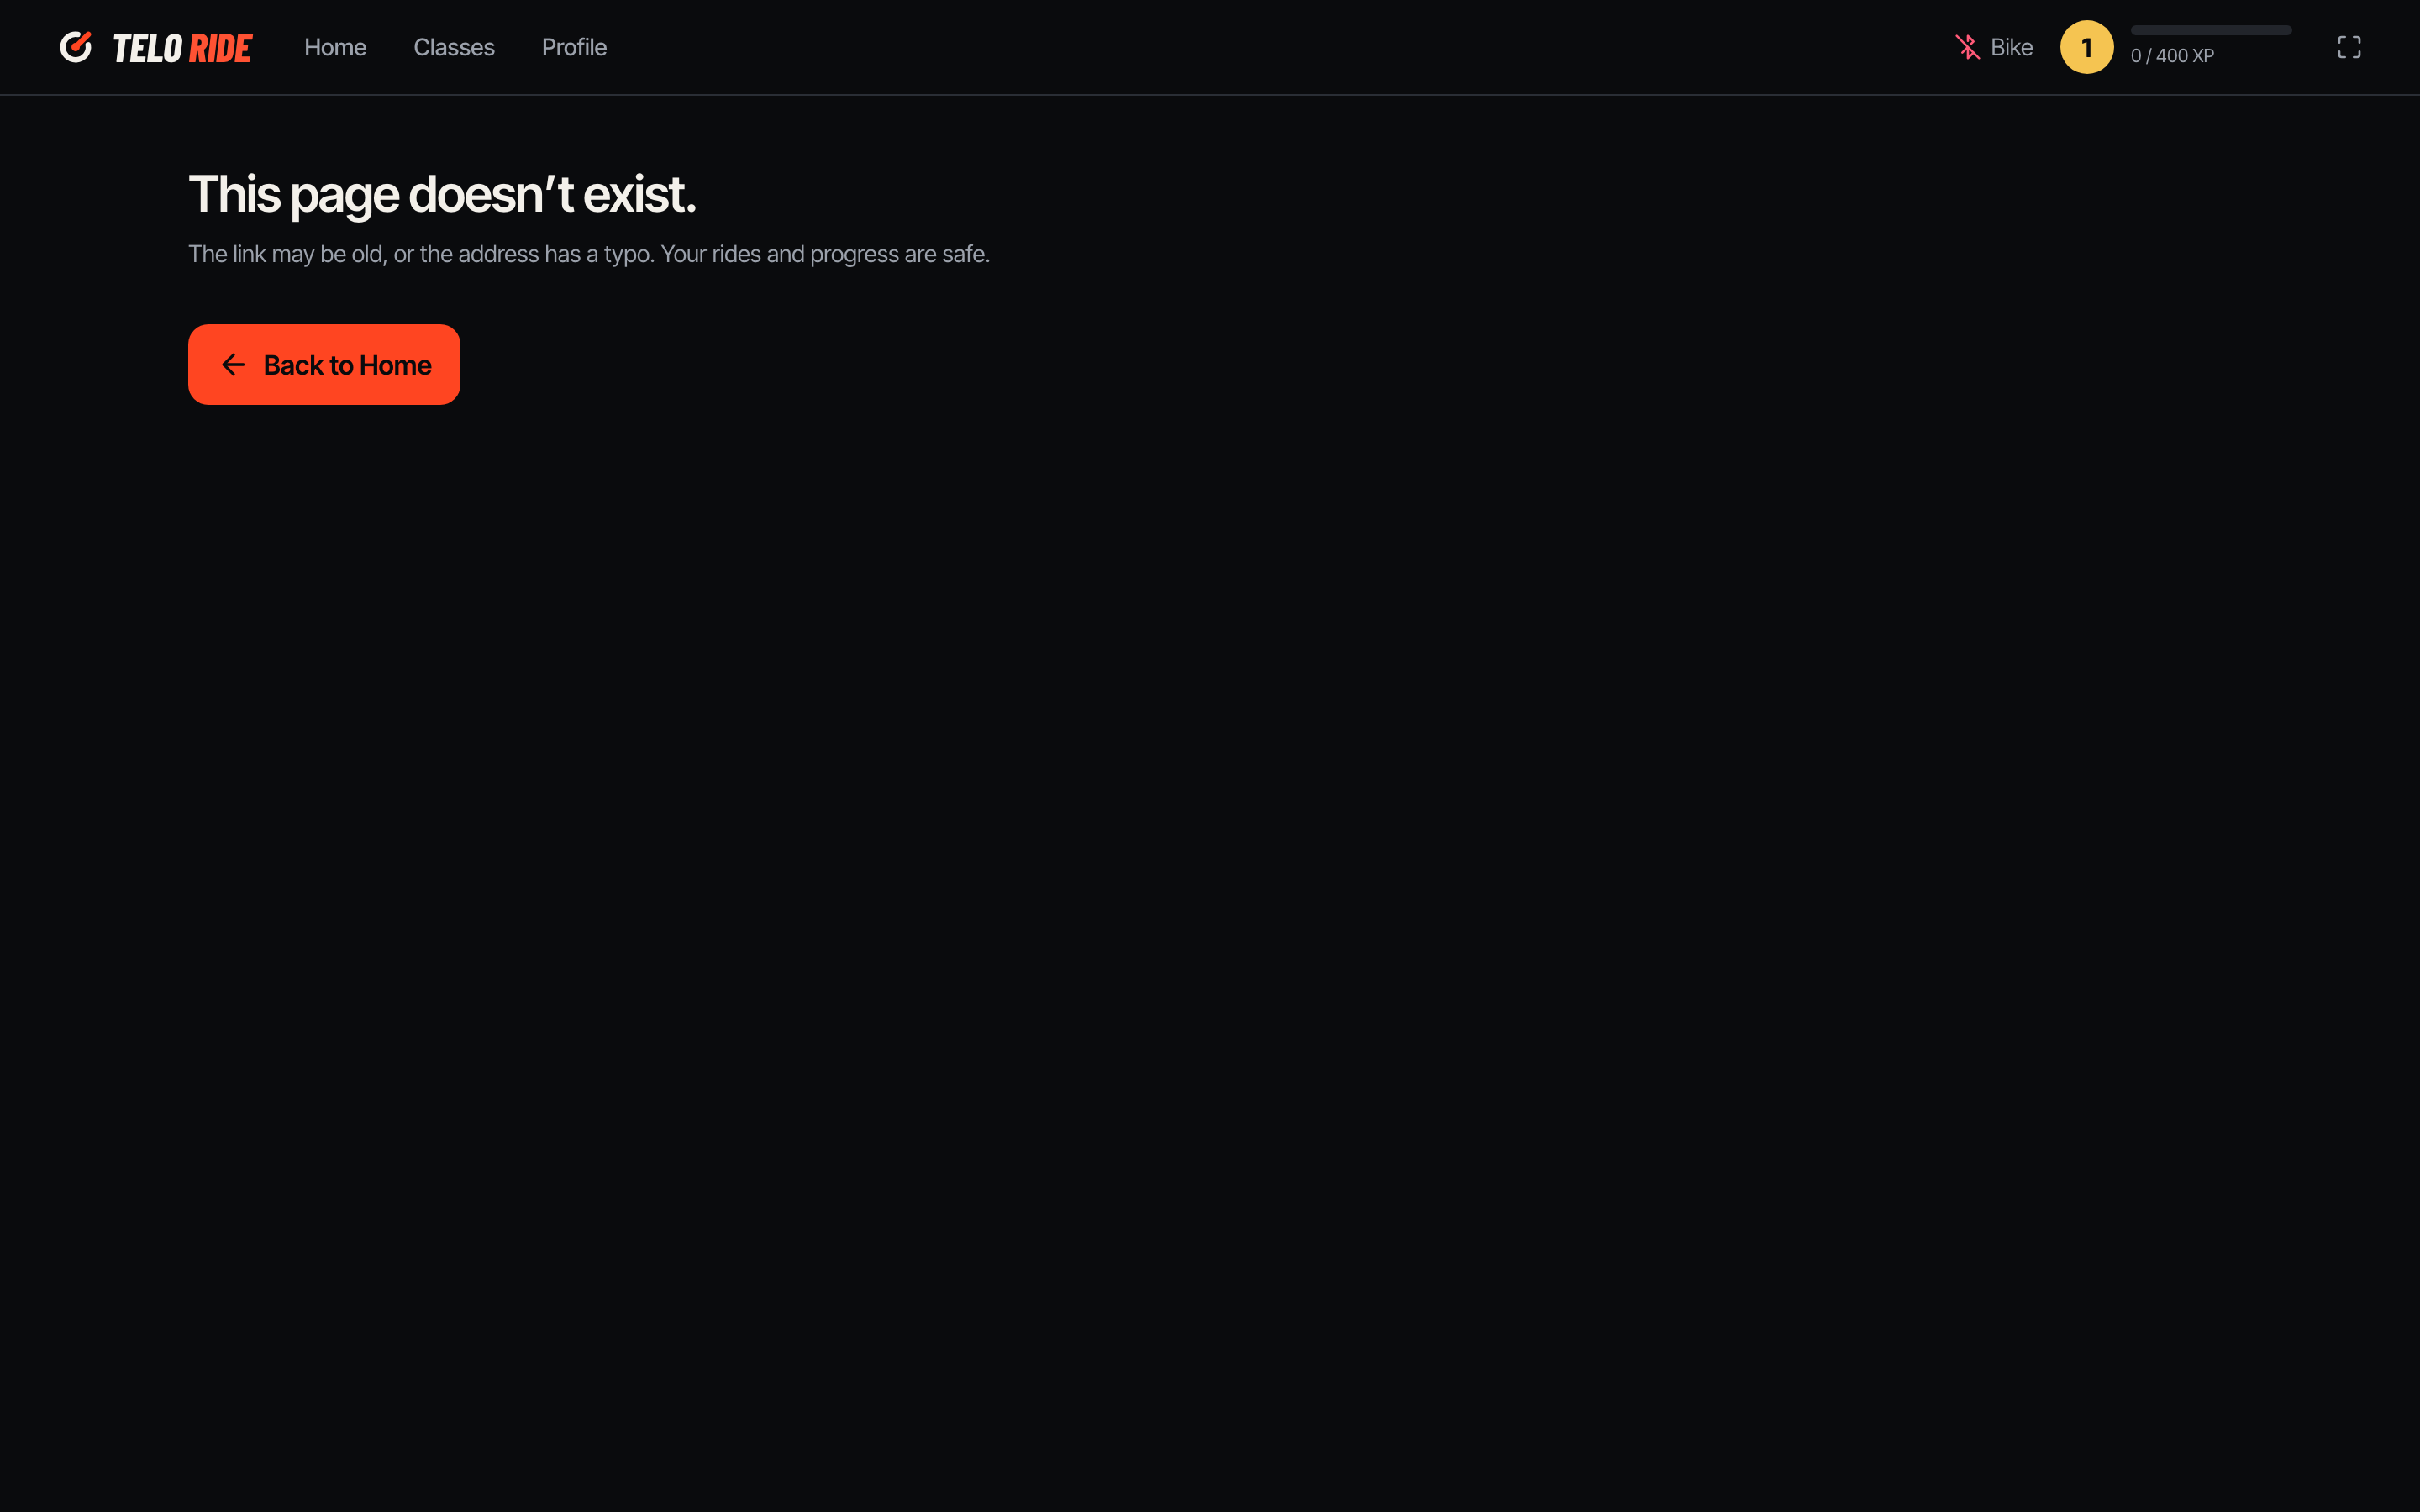 TELO RIDE
Home
Classes
Profile
Bike
1
0 / 400 XP
This page doesn’t exist.
The link may be old, or the address has a typo. Your rides and progress are safe.
Back to Home